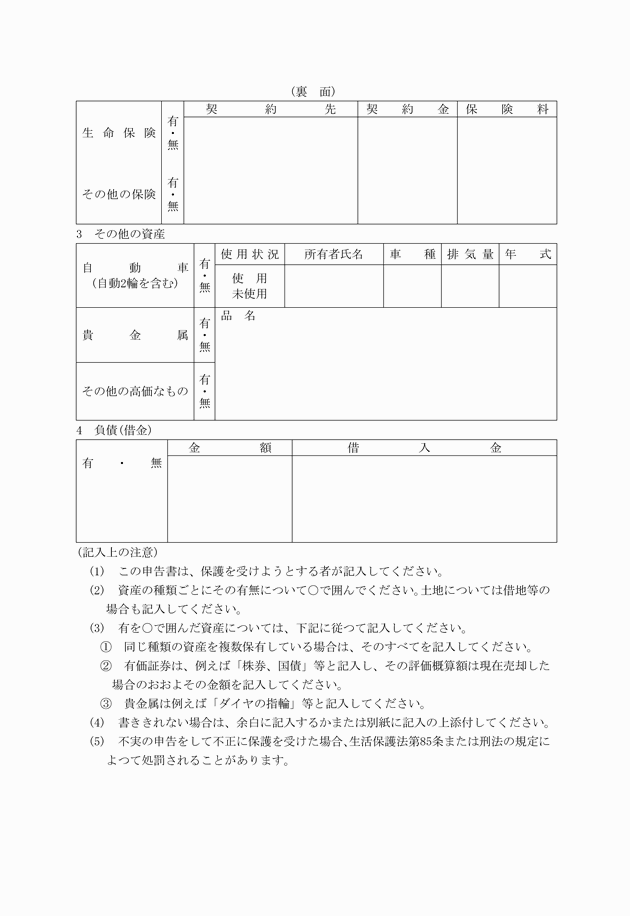 (裏　面)
契約先　契約金　保険料
生命保険　有・無
その他の保険　有・無
3　その他の資産
自動車　(自動2輪を含む)　有・無　使用状況　所有者氏名　車種　排気量　年式
使　用
未使用
貴金属　有・無　品　名
その他の高価なもの　有・無
4　負債(借金)
金額　借入金
有・無
(記入上の注意)
(1)　この申告書は、保護を受けようとする者が記入してください。
(2)　資産の種類ごとにその有無について○で囲んでください。土地については借地等の
場合も記入してください。
(3)　有を○で囲んだ資産については、下記に従つて記入してください。
①　同じ種類の資産を複数保有している場合は、そのすべてを記入してください。
②　有価証券は、例えば「株券、国債」等と記入し、その評価概算額は現在売却した
場合のおおよその金額を記入してください。
③　貴金属は例えば「ダイヤの指輪」等と記入してください。
(4)　書ききれない場合は、余白に記入するかまたは別紙に記入の上添付してください。
(5)　不実の申告をして不正に保護を受けた場合、生活保護法第85条または刑法の規定に
よつて処罰されることがあります。